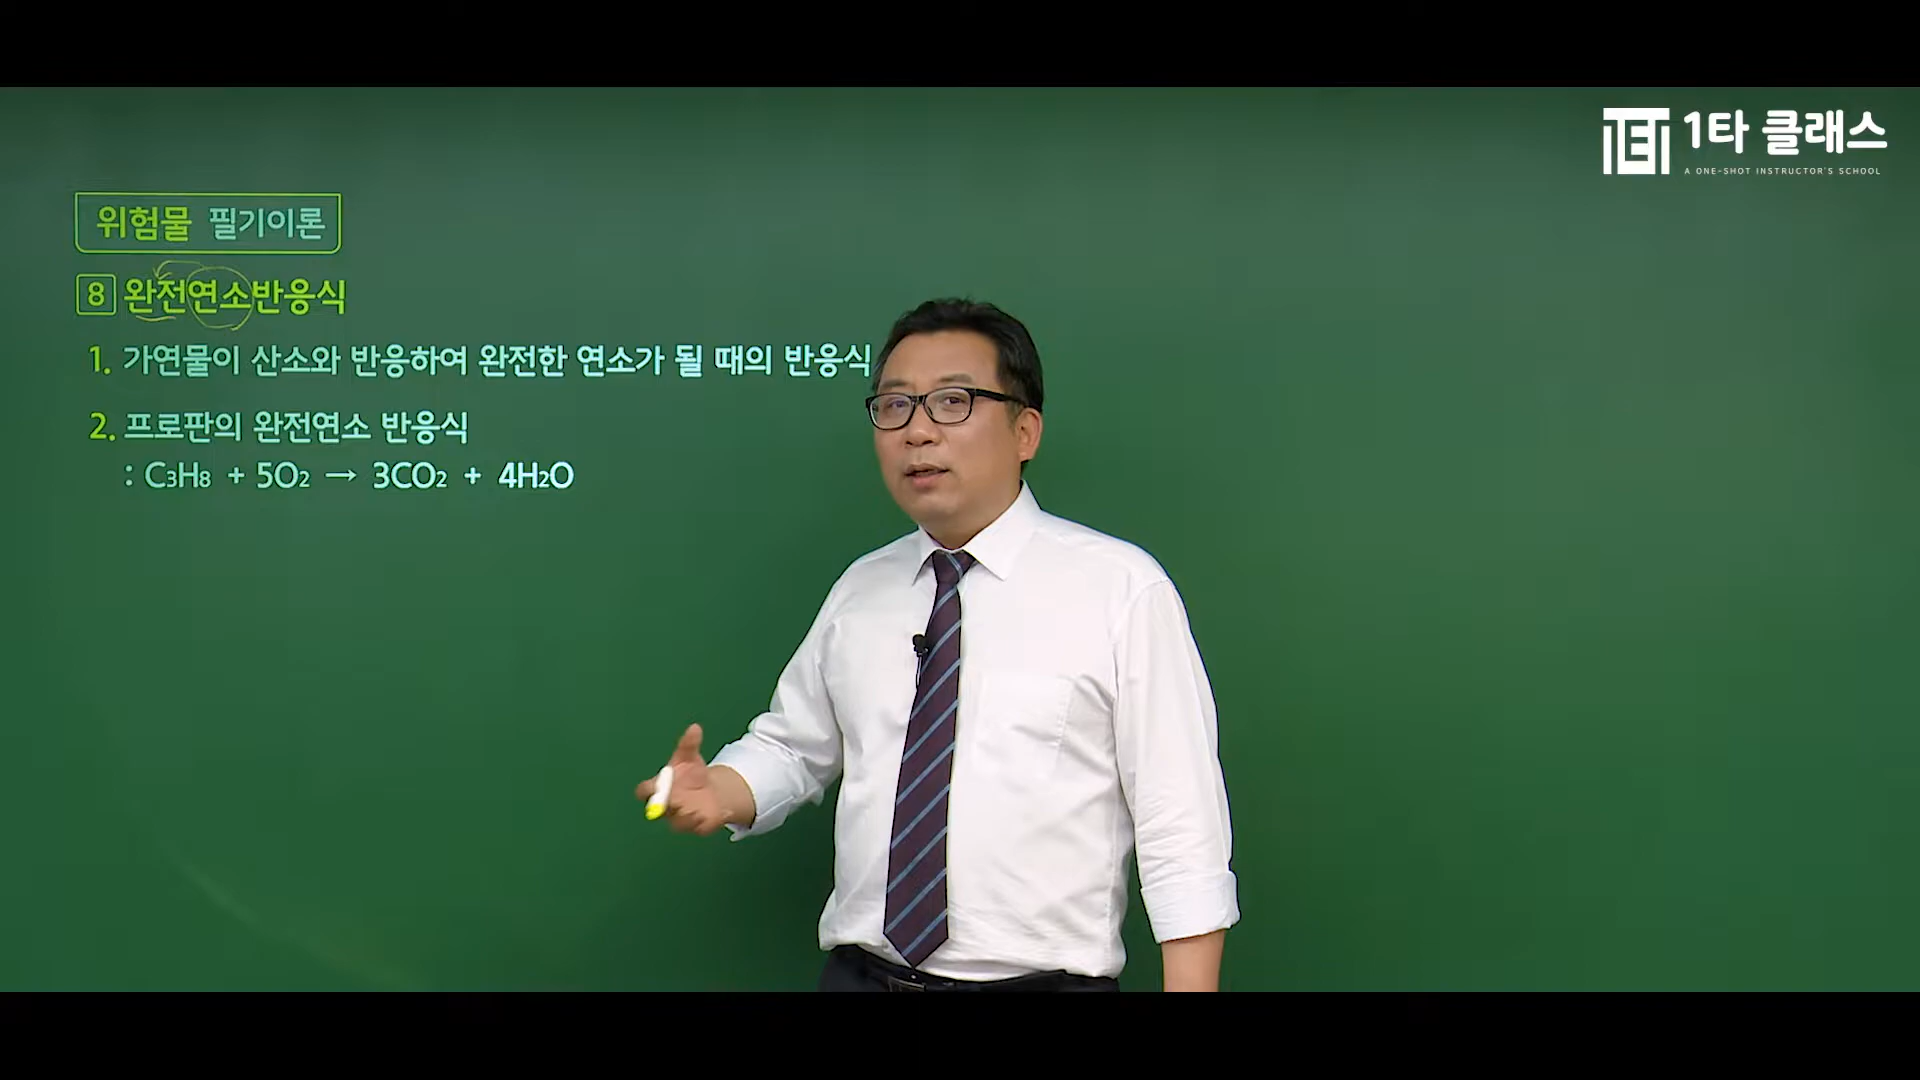 1타 클래스
A ONE-SHOT INSTRUCTOR'S SCHOOL
위험물 필기이론
8 완전연소반응식
1. 가연물이 산소와 반응하여 완전한 연소가 될 때의 반응식
2. 프로판의 완전연소 반응식
: C₃H₈ + 5O₂ → 3CO₂ + 4H₂O